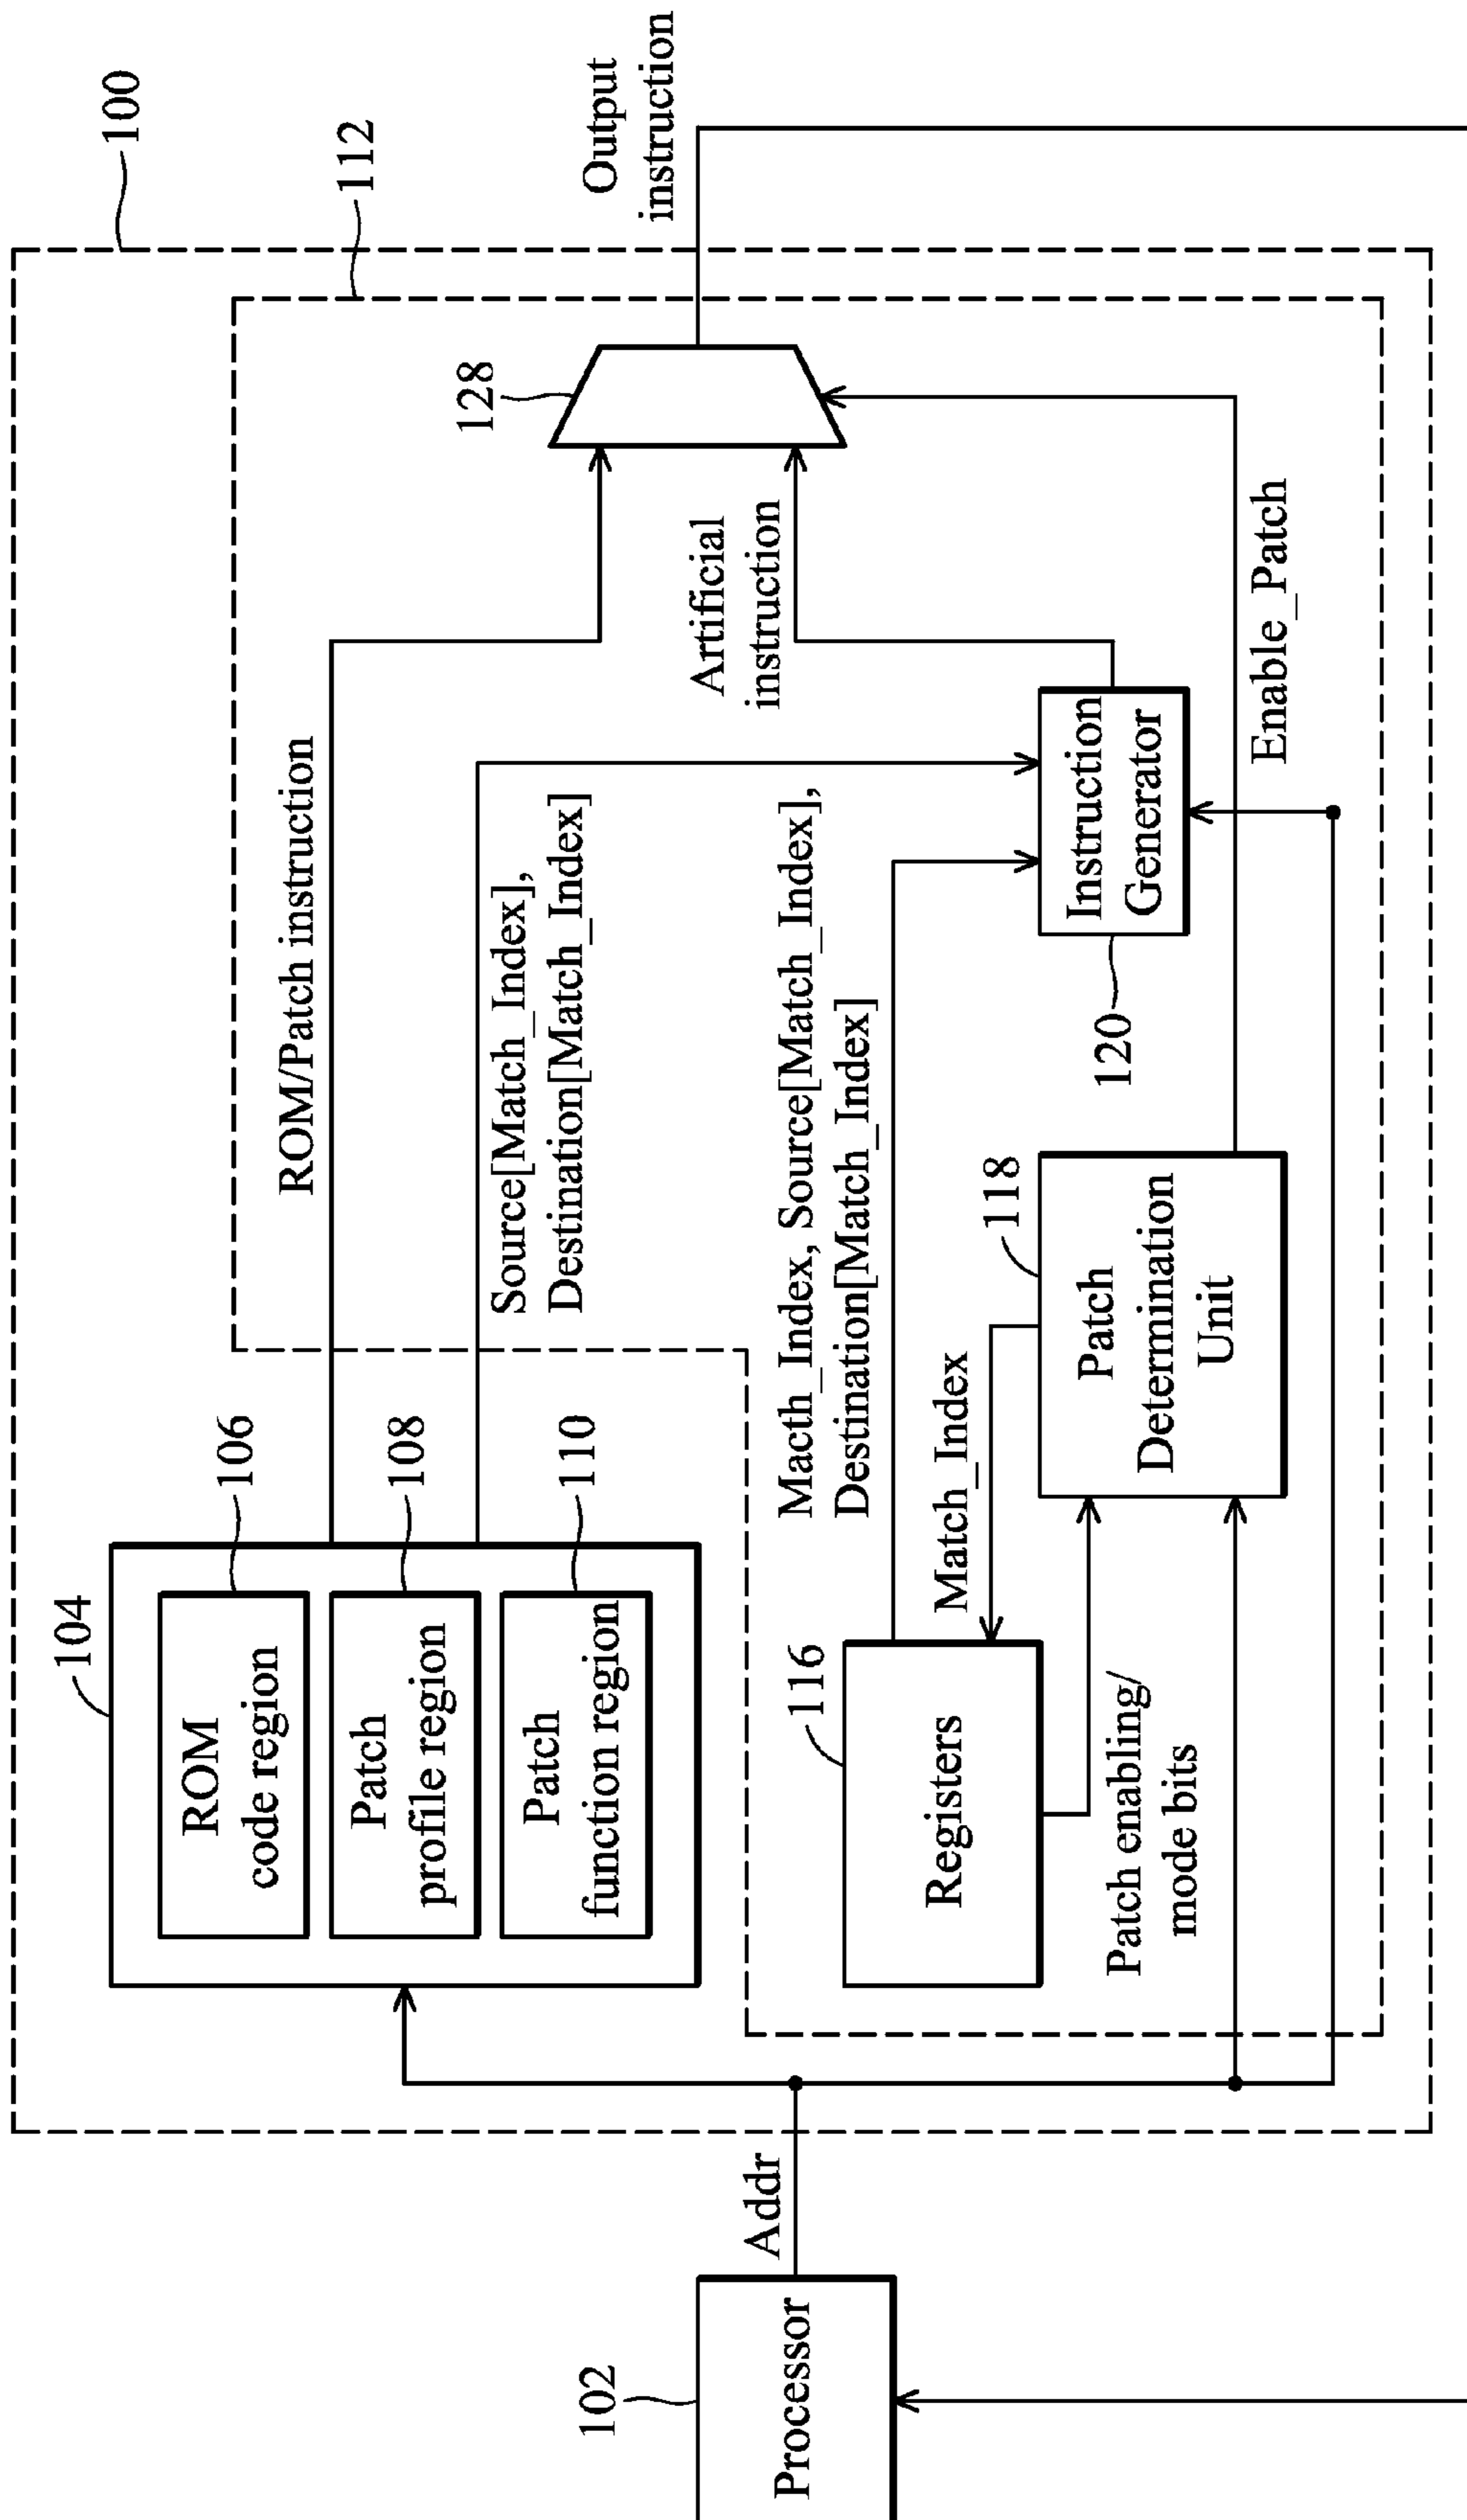 100
112
104
ROM
code region
106
Patch
profile region
108
Patch
function region
110
ROM/Patch instruction
Source[Match_Index],
Destination[Match_Index]
128
Output
instruction
Artificial
instruction
102
Processor
Addr
116
Registers
Macth_Index, Source[Match_Index],
Destination[Match_Index]
Match_Index
Patch enabling/
mode bits
118
Patch
Determination
Unit
120
Instruction
Generator
Enable_Patch